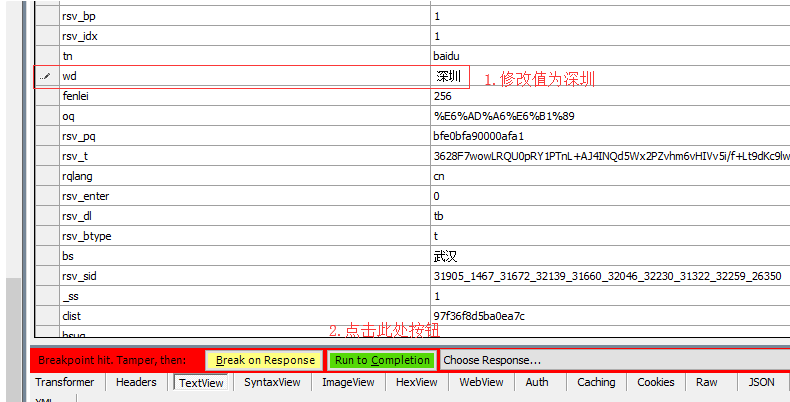 rsv_bp 1
rsv_idx 1
tn baidu
wd 深圳 1.修改值为深圳
fenlei 256
oq %E6%AD%A6%E6%B1%89
rsv_pq bfe0bfa90000afa1
rsv_t 3628F7wowLRQU0pRY1PTnL+AJ4INQd5Wx2PZvhm6vHIVv5i/f+Lt9dKc9lw
rqlang cn
rsv_enter 0
rsv_dl tb
rsv_btype t
bs 武汉
rsv_sid 31905_1467_31672_32139_31660_32046_32230_31322_32259_26350
_ss 1
clist 97f36f8d5ba0ea7c
2.点击此处按钮
Breakpoint hit. Tamper, then: Break on Response Run to Completion Choose Response...
Transformer Headers TextView SyntaxView ImageView HexView WebView Auth Caching Cookies Raw JSON